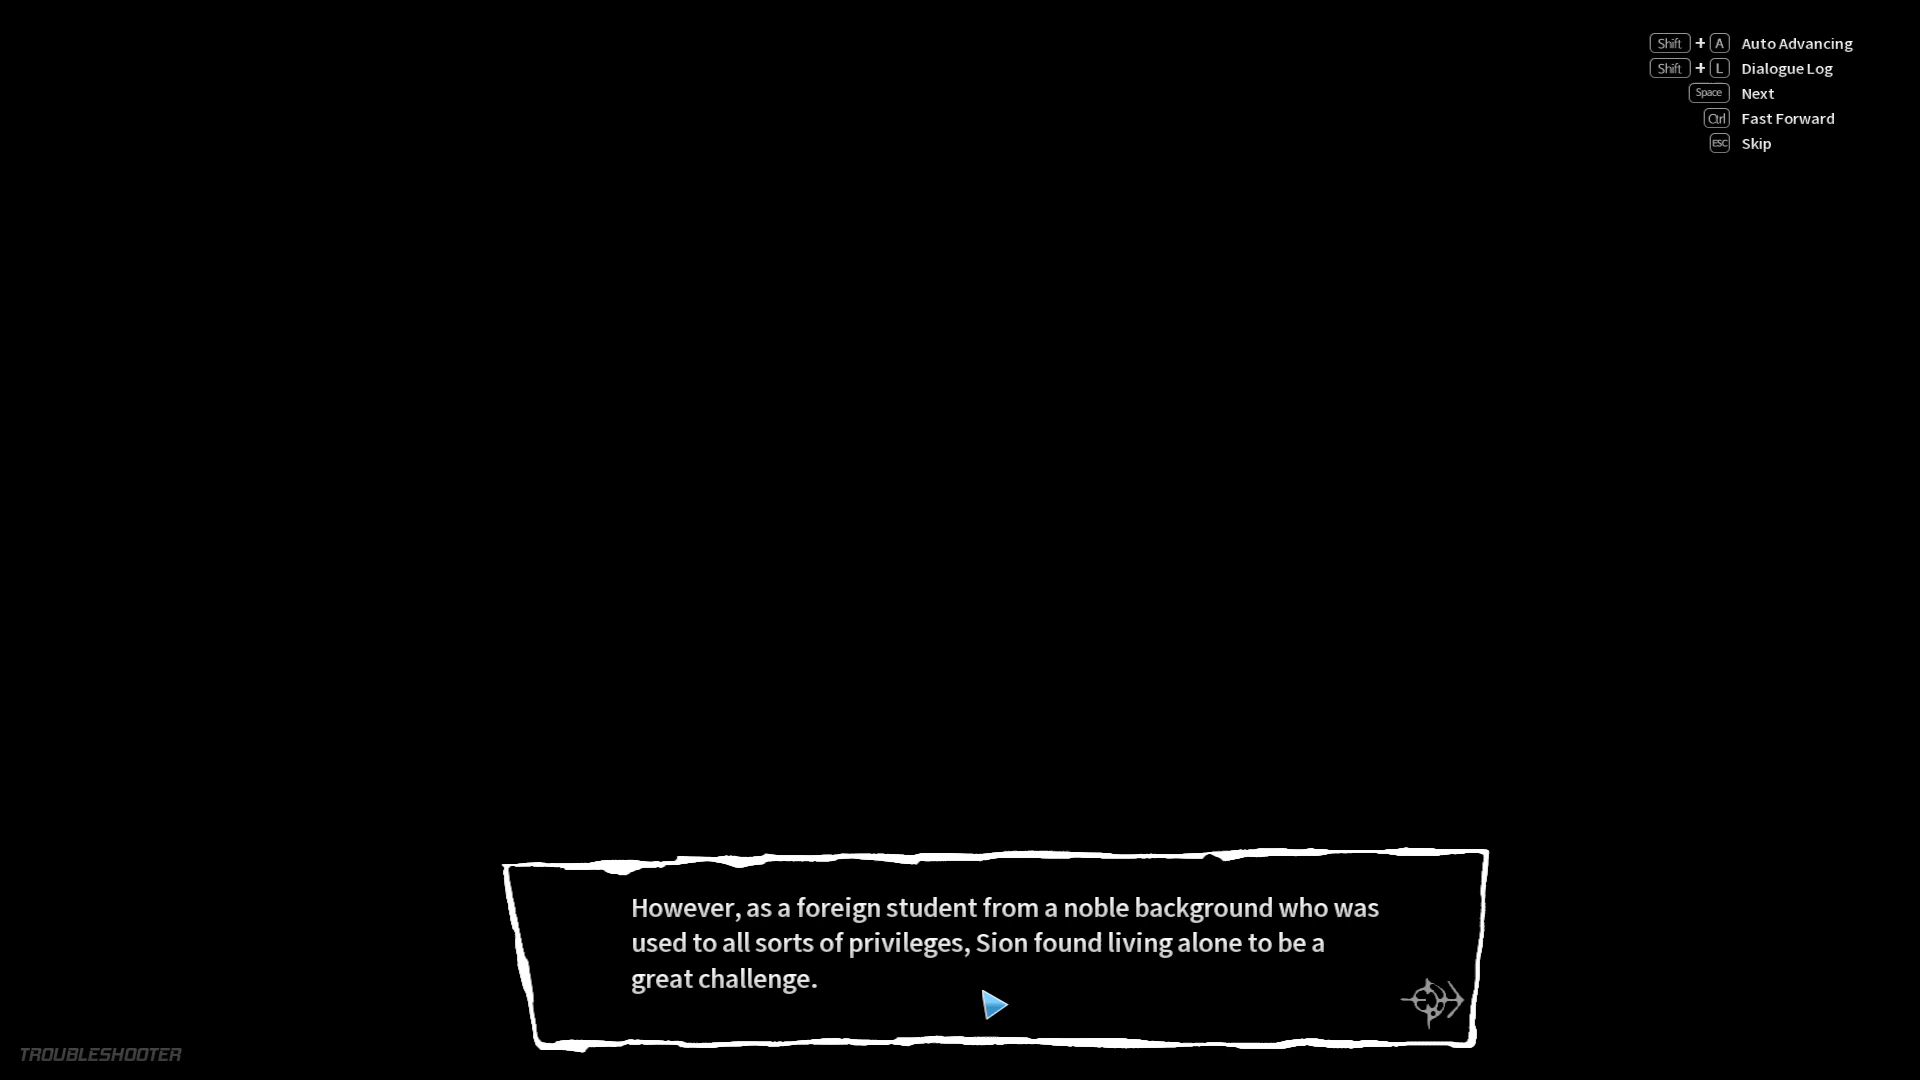 Shift + A Auto Advancing
Shift + L Dialogue Log
Space Next
Ctrl Fast Forward
ESC Skip
However, as a foreign student from a noble background who was
used to all sorts of privileges, Sion found living alone to be a
great challenge.
TROUBLESHOOTER